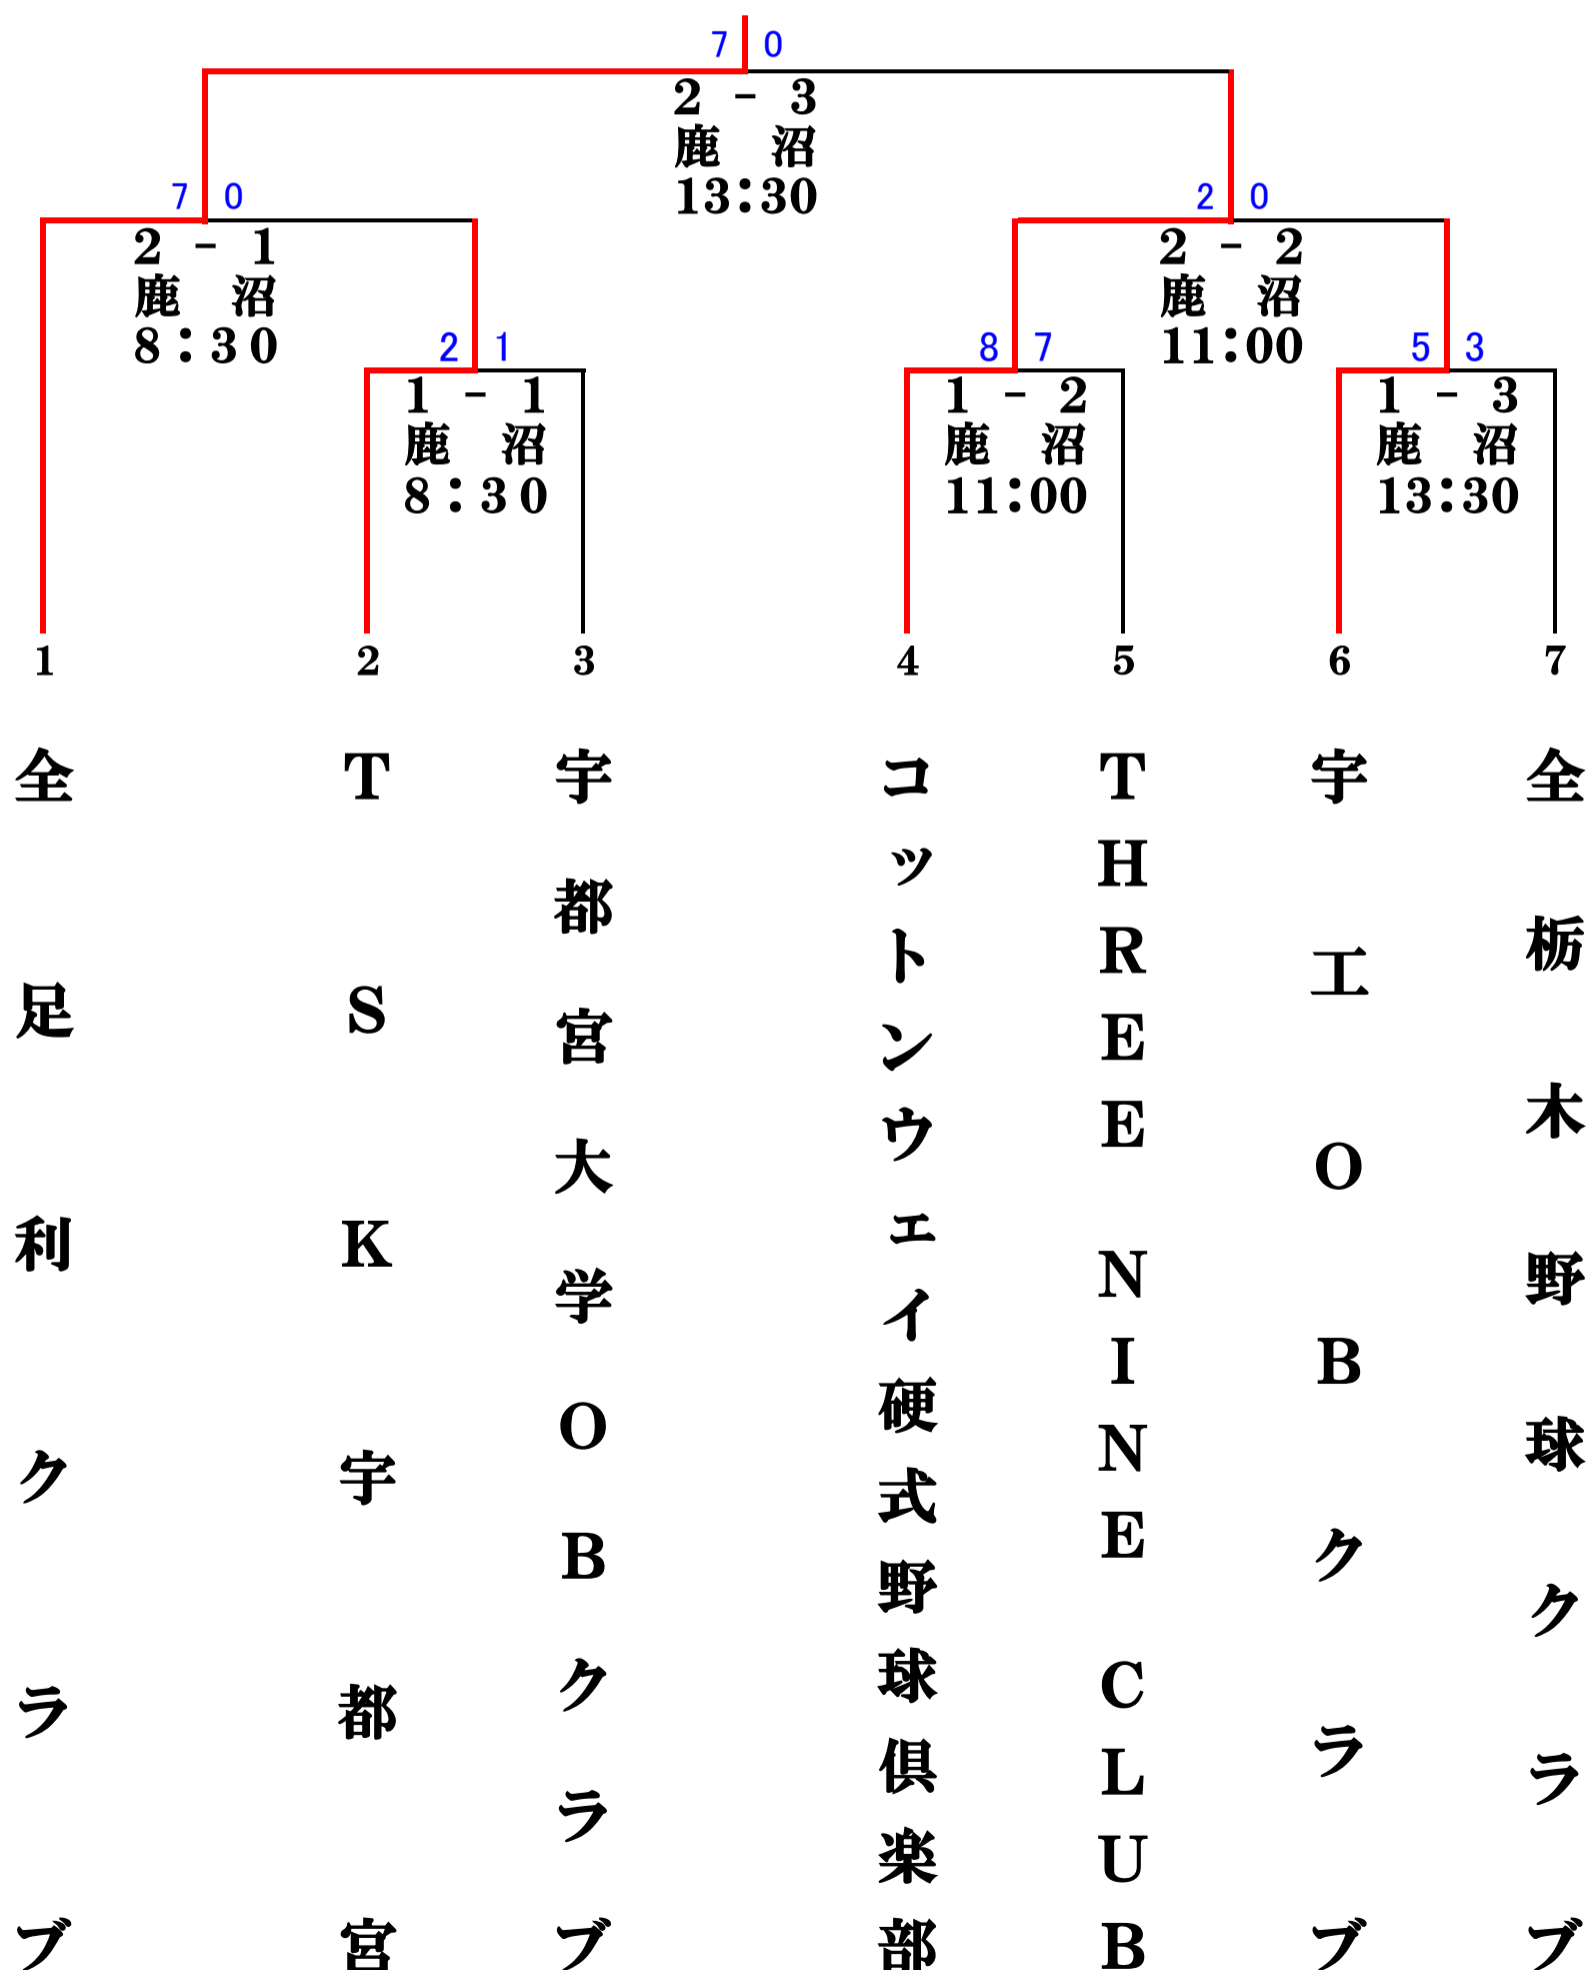 7 0
2 - 3
鹿 沼
13:30
7 0
2 - 1
鹿 沼
8:30
2 0
2 - 2
鹿 沼
11:00
2 1
1 - 1
鹿 沼
8:30
8 7
1 - 2
鹿 沼
11:00
5 3
1 - 3
鹿 沼
13:30
1
全足利クラブ
2
TSK宇都宮
3
宇都宮大学OBクラブ
4
コットンウェイ硬式野球倶楽部
5
THREE NINE CLUB
6
宇工OBクラブ
7
全栃木野球クラブ